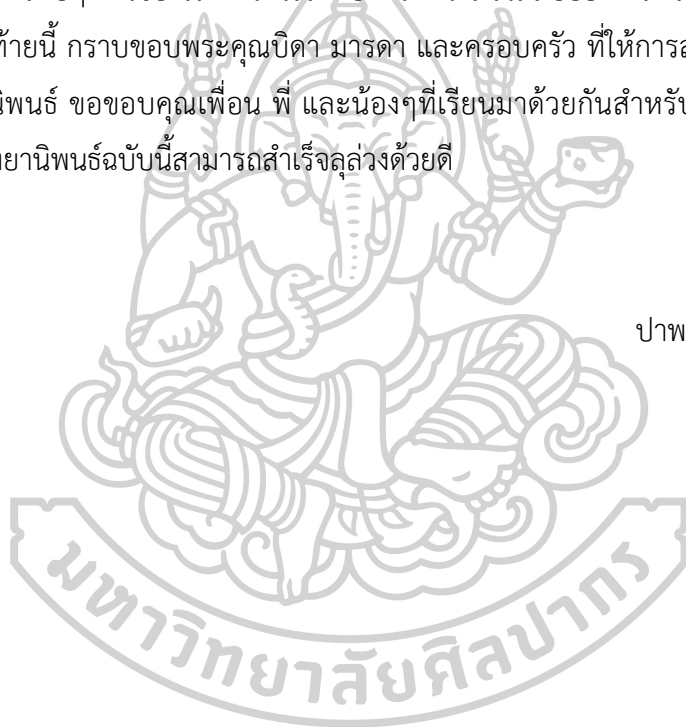 ท้ายนี้ กราบขอบพระคุณบิดา มารดา และครอบครัว ที่ให้การ
นิพนธ์ ขอขอบคุณเพื่อน พี่ และน้องๆที่เรียนมาด้วยกันสำหรับ
ยานิพนธ์ฉบับนี้สามารถสำเร็จลุล่วงด้วยดี
ปาพ
มหาวิทยาลัยศิลปากร